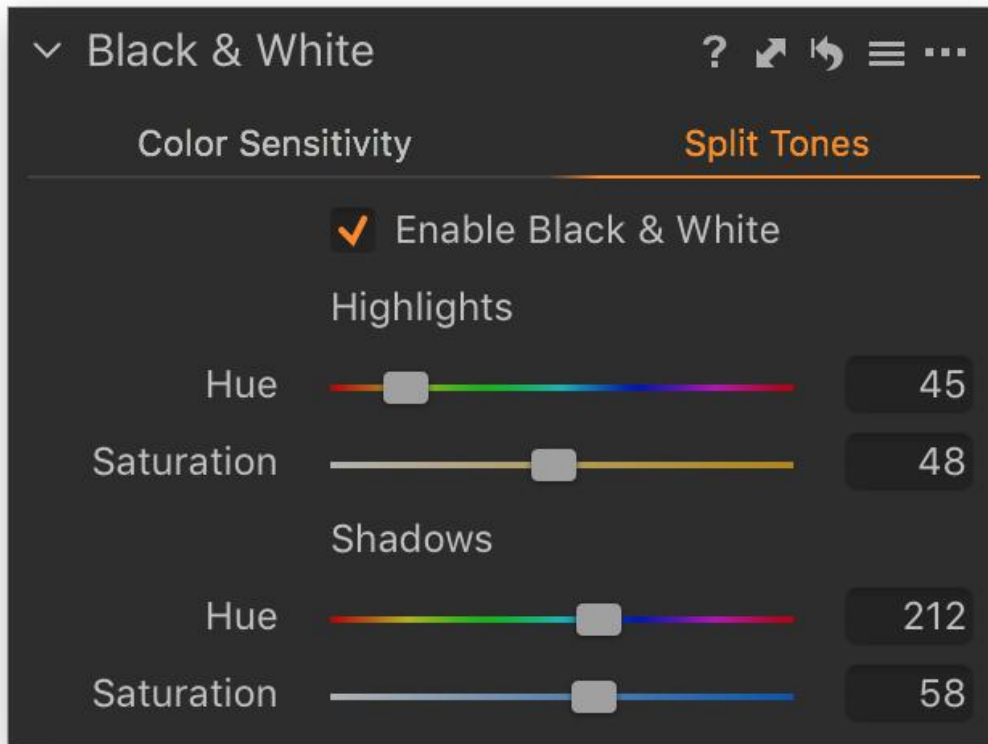 Black & White ?
Color Sensitivity Split Tones
Enable Black & White
Highlights
Hue 45
Saturation 48
Shadows
Hue 212
Saturation 58